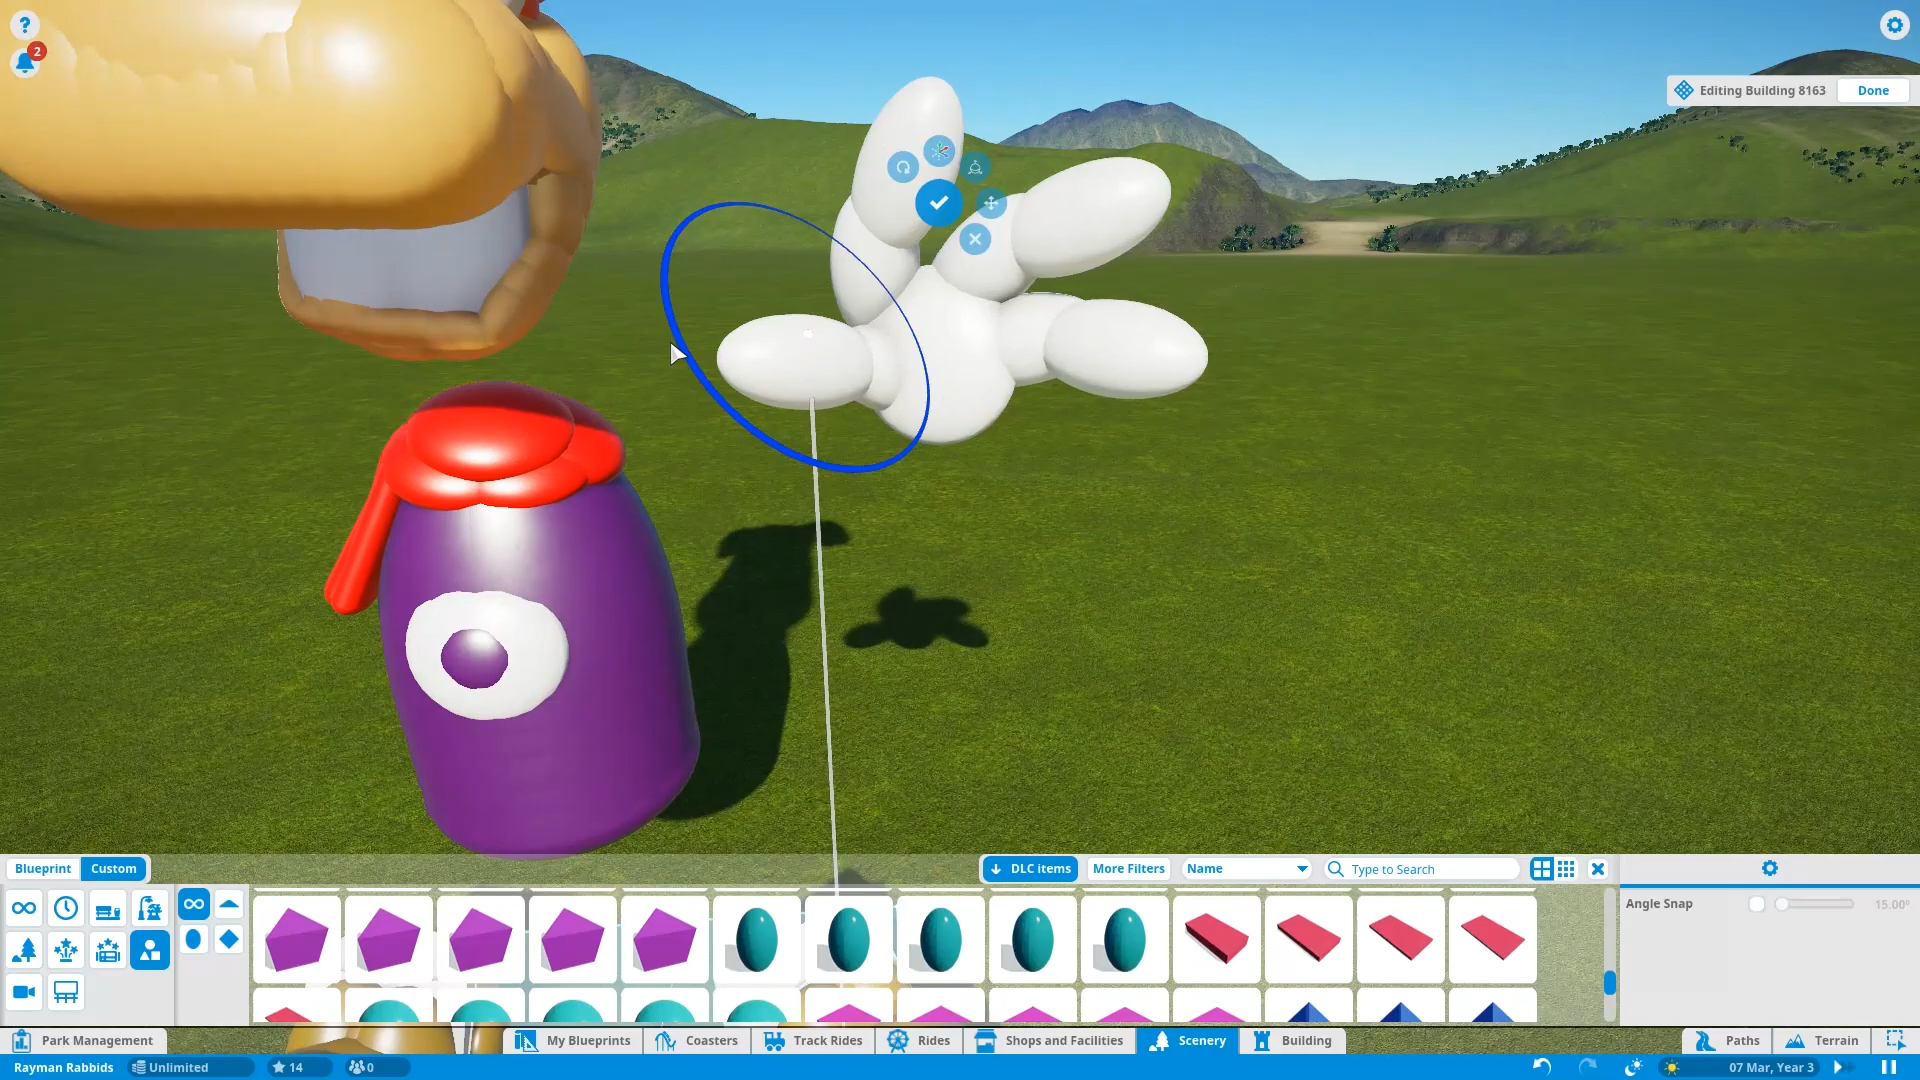 ?
2
Editing Building 8163
Done
Blueprint
Custom
DLC items
More Filters
Name
Type to Search
Angle Snap
15.00°
Park Management
My Blueprints
Coasters
Track Rides
Rides
Shops and Facilities
Scenery
Building
Paths
Terrain
Rayman Rabbids
Unlimited
14
0
07 Mar, Year 3